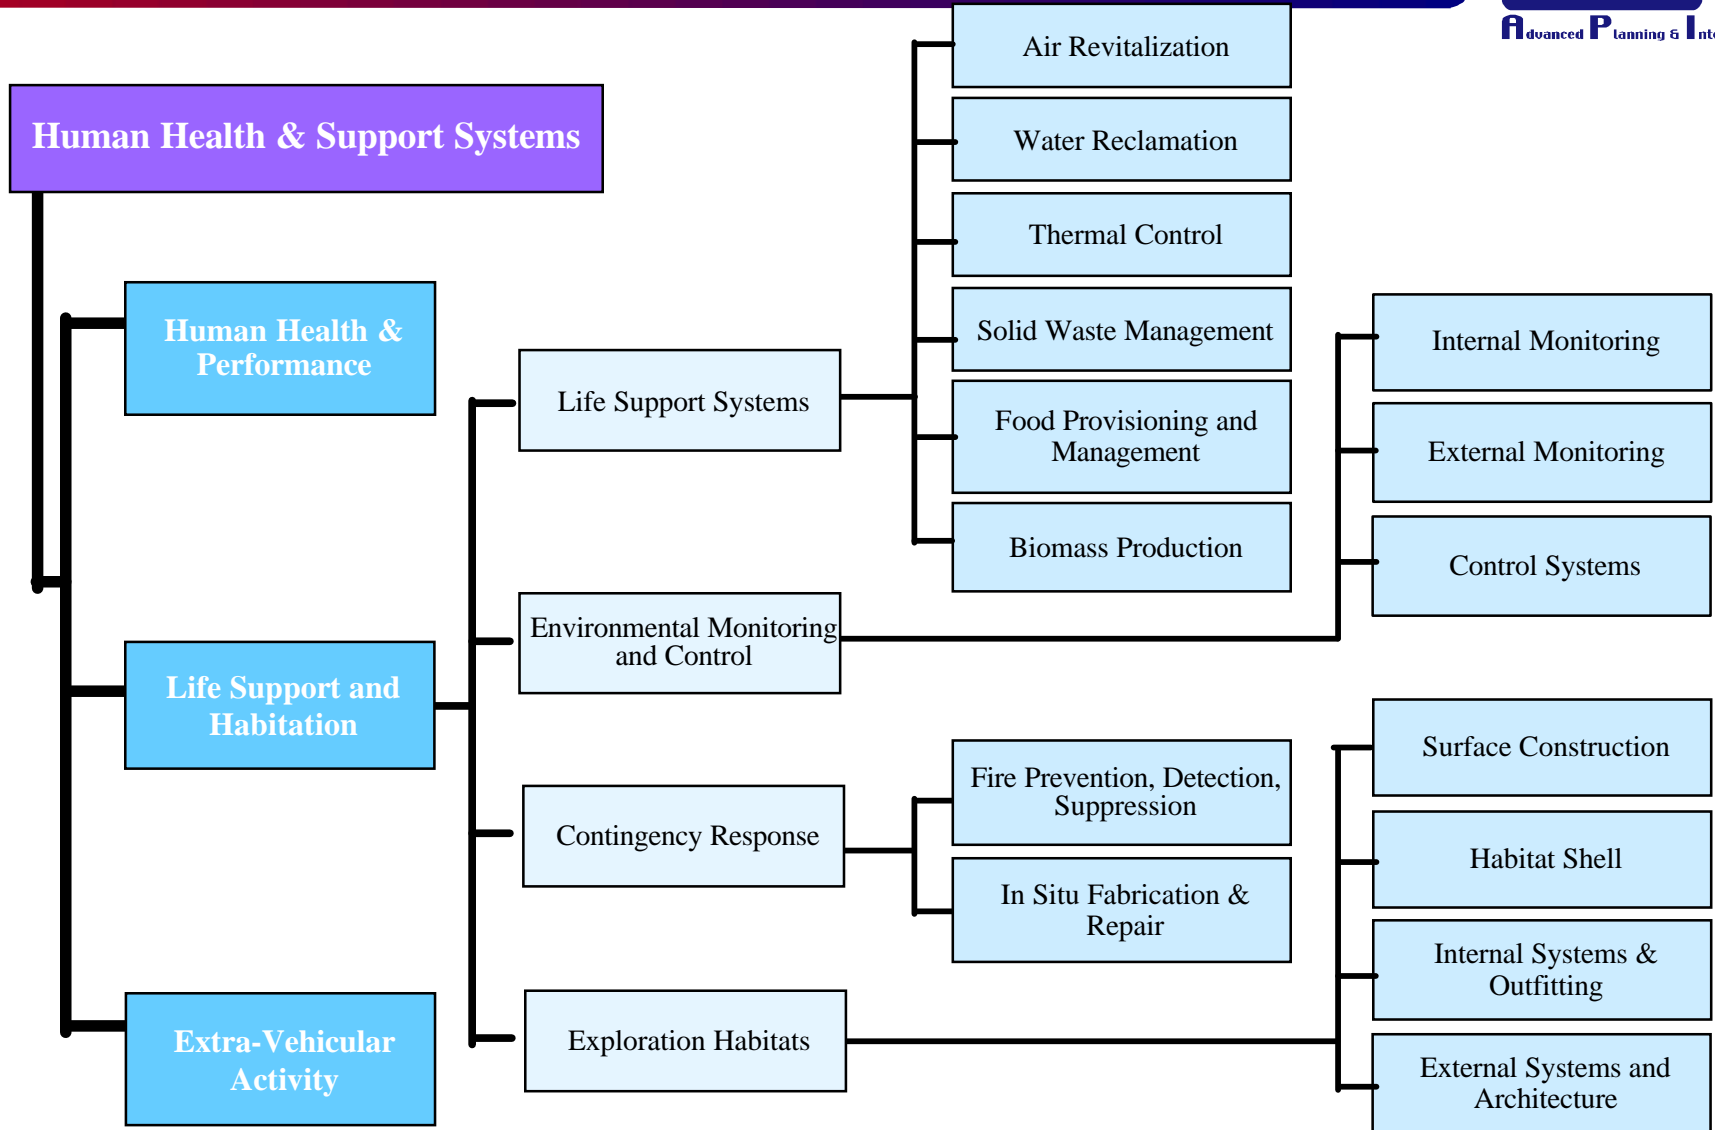 Advanced Planning &
Human Health & Support Systems
Human Health &
Performance
Life Support and
Habitation
Extra-Vehicular
Activity
Life Support Systems
Environmental Monitoring
and Control
Contingency Response
Exploration Habitats
Air Revitalization
Water Reclamation
Thermal Control
Solid Waste Management
Food Provisioning and
Management
Biomass Production
Fire Prevention, Detection,
Suppression
In Situ Fabrication &
Repair
Internal Monitoring
External Monitoring
Control Systems
Surface Construction
Habitat Shell
Internal Systems &
Outfitting
External Systems and
Architecture